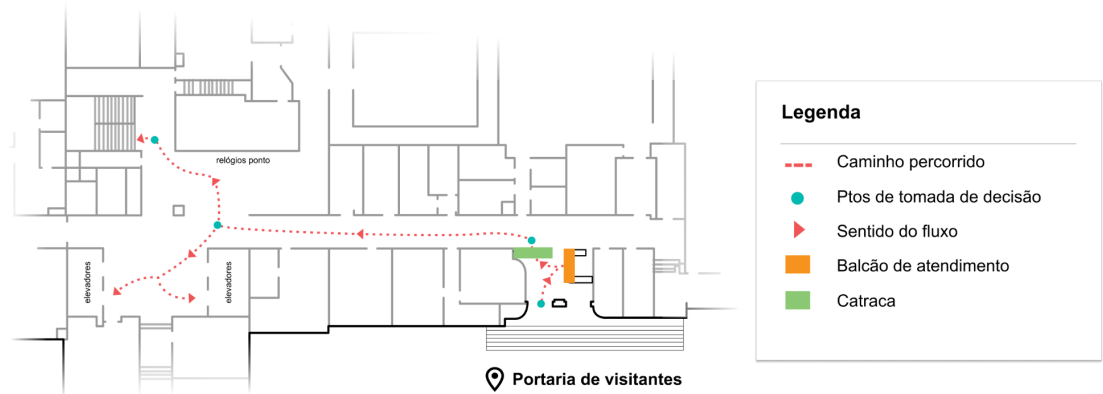 relógios ponto
elevadores
elevadores
Portaria de visitantes
Legenda
Caminho percorrido
Ptos de tomada de decisão
Sentido do fluxo
Balcão de atendimento
Catraca